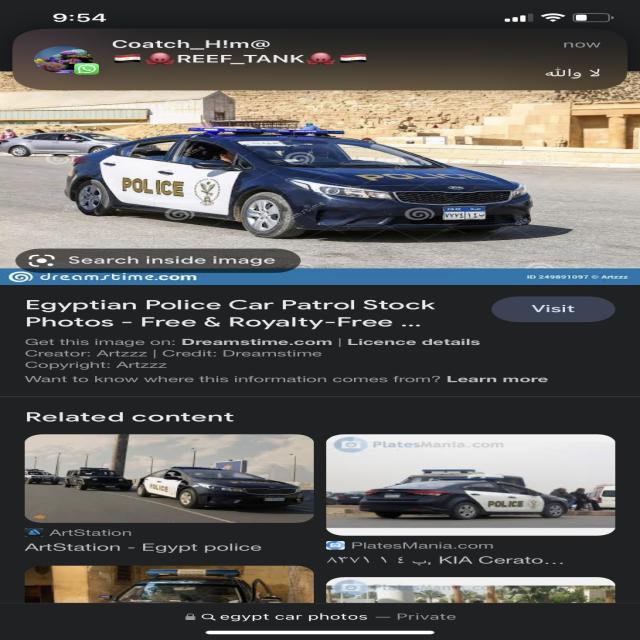 9:54
Coatch_H!m@
now
🇪🇬 🐙REEF_TANK🐙 🇪🇬
لا والله
POLICE
POLICE
Search inside image
dreamstime.com
ID 249891097 © Artzzz
Egyptian Police Car Patrol Stock
Photos - Free & Royalty-Free ...
Visit
Get this image on: Dreamstime.com | Licence details
Creator: Artzzz | Credit: Dreamstime
Copyright: Artzzz
Want to know where this information comes from? Learn more
Related content
POLICE
PlatesMania.com
POLICE
ArtStation
ArtStation - Egypt police
PlatesMania.com
KIA Cerato...
egypt car photos — Private